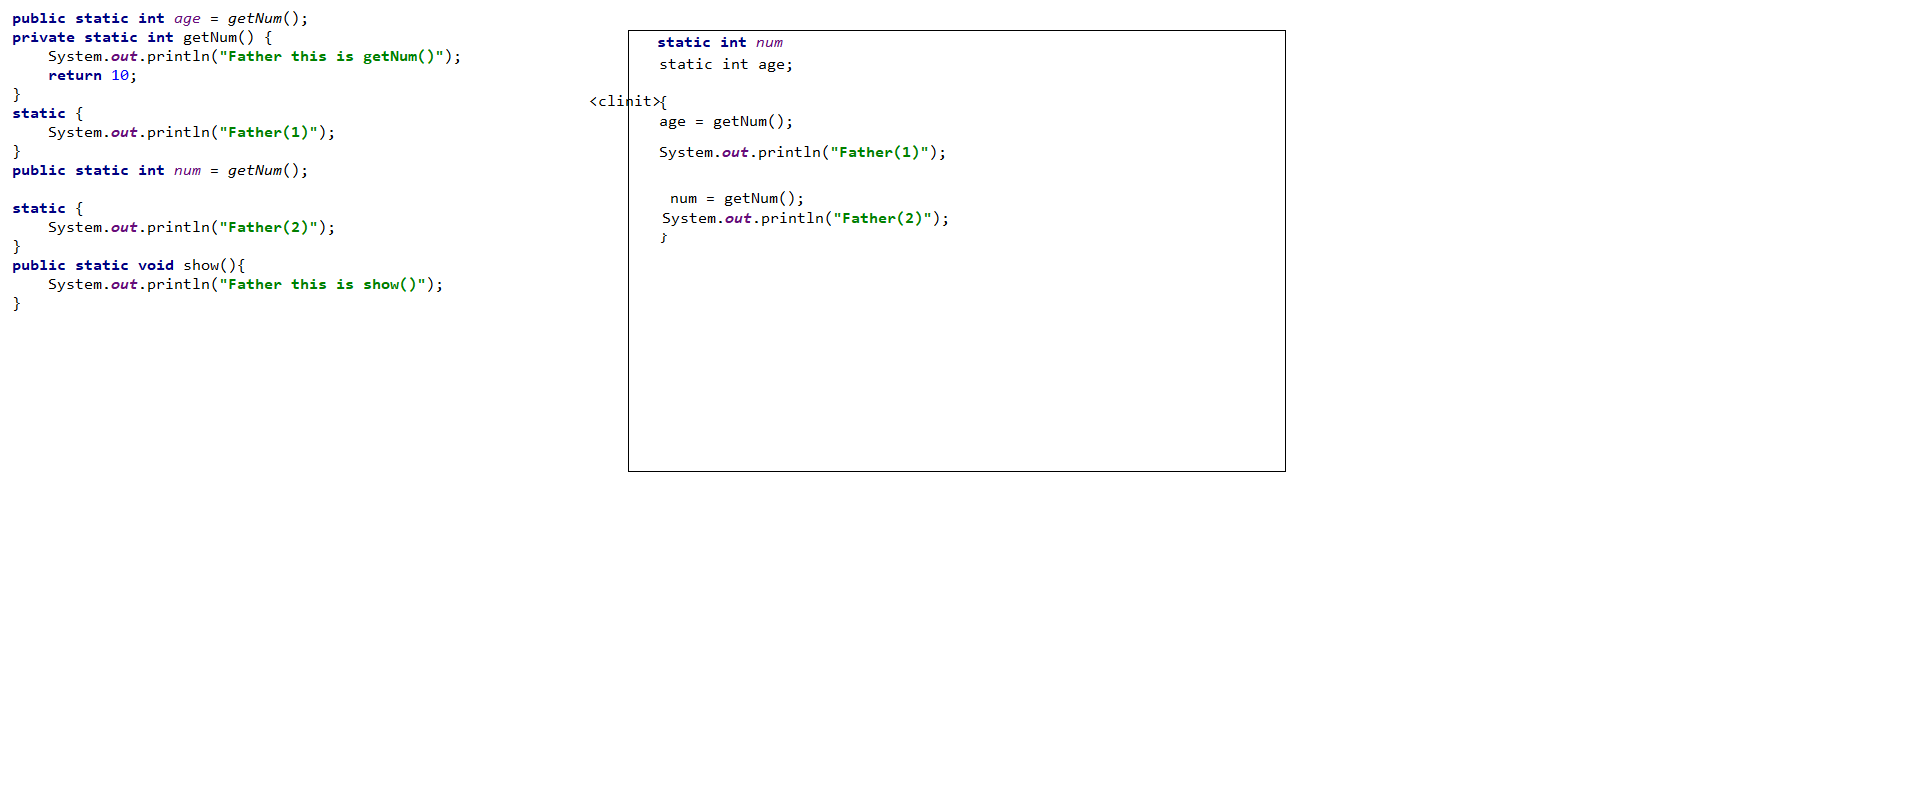 public static int age = getNum();
private static int getNum() {
    System.out.println("Father this is getNum()");
    return 10;
}
static {
    System.out.println("Father(1)");
}
public static int num = getNum();
static {
    System.out.println("Father(2)");
}
public static void show(){
    System.out.println("Father this is show()");
}
static int num
static int age;
<clinit>{
age = getNum();
System.out.println("Father(1)");
num = getNum();
System.out.println("Father(2)");
}